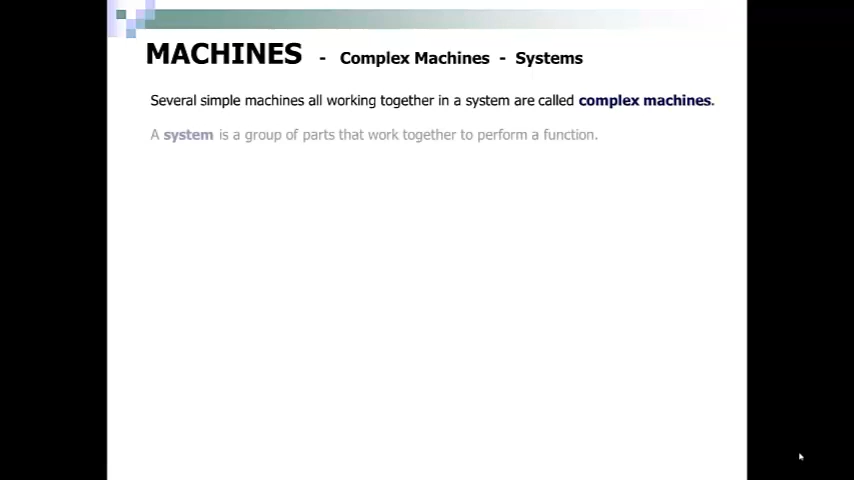 MACHINES - Complex Machines - Systems
Several simple machines all working together in a system are called complex machines.
A system is a group of parts that work together to perform a function.